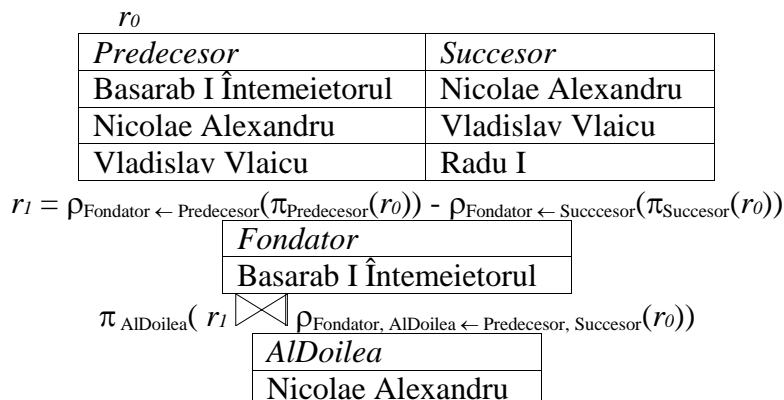 r0
Predecesor Succesor
Basarab I Întemeietorul Nicolae Alexandru
Nicolae Alexandru Vladislav Vlaicu
Vladislav Vlaicu Radu I
r1 = ρFondator ← Predecesor(πPredecesor(r0)) - ρFondator ← Succcesor(πSuccesor(r0))
Fondator
Basarab I Întemeietorul
π AlDoilea( r1 ⋈ ρFondator, AlDoilea ← Predecesor, Succesor(r0))
AlDoilea
Nicolae Alexandru